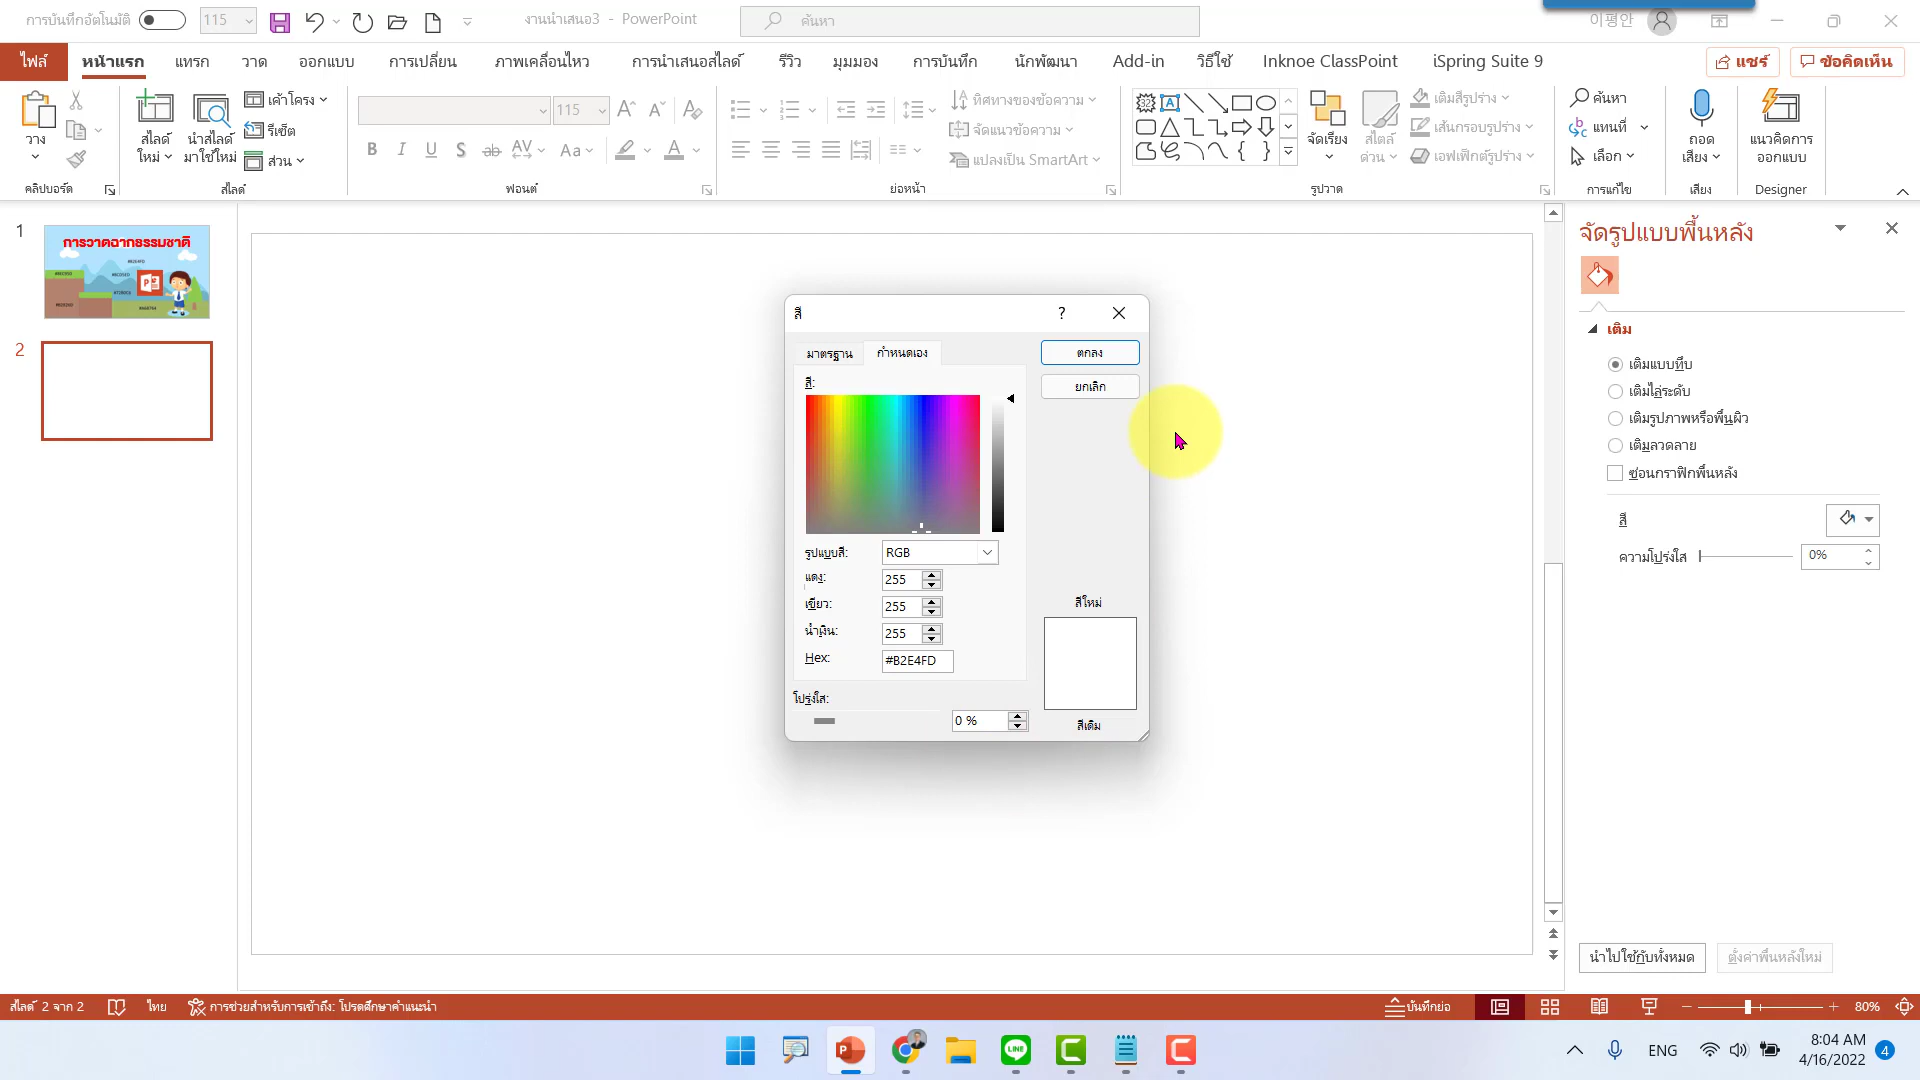 การบันทึกอัตโนมัติ
115
งานนำเสนอ3 - PowerPoint
ค้นหา
이평안
ไฟล์
หน้าแรก
แทรก
วาด
ออกแบบ
การเปลี่ยน
ภาพเคลื่อนไหว
การนำเสนอสไลด์
รีวิว
มุมมอง
การบันทึก
นักพัฒนา
Add-in
วิธีใช้
Inknoe ClassPoint
iSpring Suite 9
แชร์
ข้อคิดเห็น
วาง
สไลด์
ใหม่
นำสไลด์
มาใช้ใหม่
เค้าโครง
รีเซ็ต
ส่วน
115
ทิศทางของข้อความ
จัดแนวข้อความ
แปลงเป็น SmartArt
จัดเรียง
สไตล์
ด่วน
เติมสีรูปร่าง
เส้นกรอบรูปร่าง
เอฟเฟ็กต์รูปร่าง
ค้นหา
แทนที่
เลือก
ถอด
เสียง
แนวคิดการ
ออกแบบ
คลิปบอร์ด
สไลด์
ฟอนต์
ย่อหน้า
รูปวาด
การแก้ไข
เสียง
Designer
1
การวาดฉากธรรมชาติ
2
สี
?
มาตรฐาน
กำหนดเอง
ตกลง
ยกเลิก
สี:
รูปแบบสี:
RGB
แดง:
255
เขียว:
255
น้ำเงิน:
255
Hex:
#B2E4FD
โปร่งใส:
0 %
สีใหม่
สีเดิม
จัดรูปแบบพื้นหลัง
เติม
เติมแบบทึบ
เติมไล่ระดับ
เติมรูปภาพหรือพื้นผิว
เติมลวดลาย
ซ่อนกราฟิกพื้นหลัง
สี
ความโปร่งใส
0%
นำไปใช้กับทั้งหมด
ตั้งค่าพื้นหลังใหม่
สไลด์ 2 จาก 2
ไทย
การช่วยสำหรับการเข้าถึง: โปรดศึกษาคำแนะนำ
บันทึกย่อ
80%
ENG
8:04 AM
4/16/2022
4